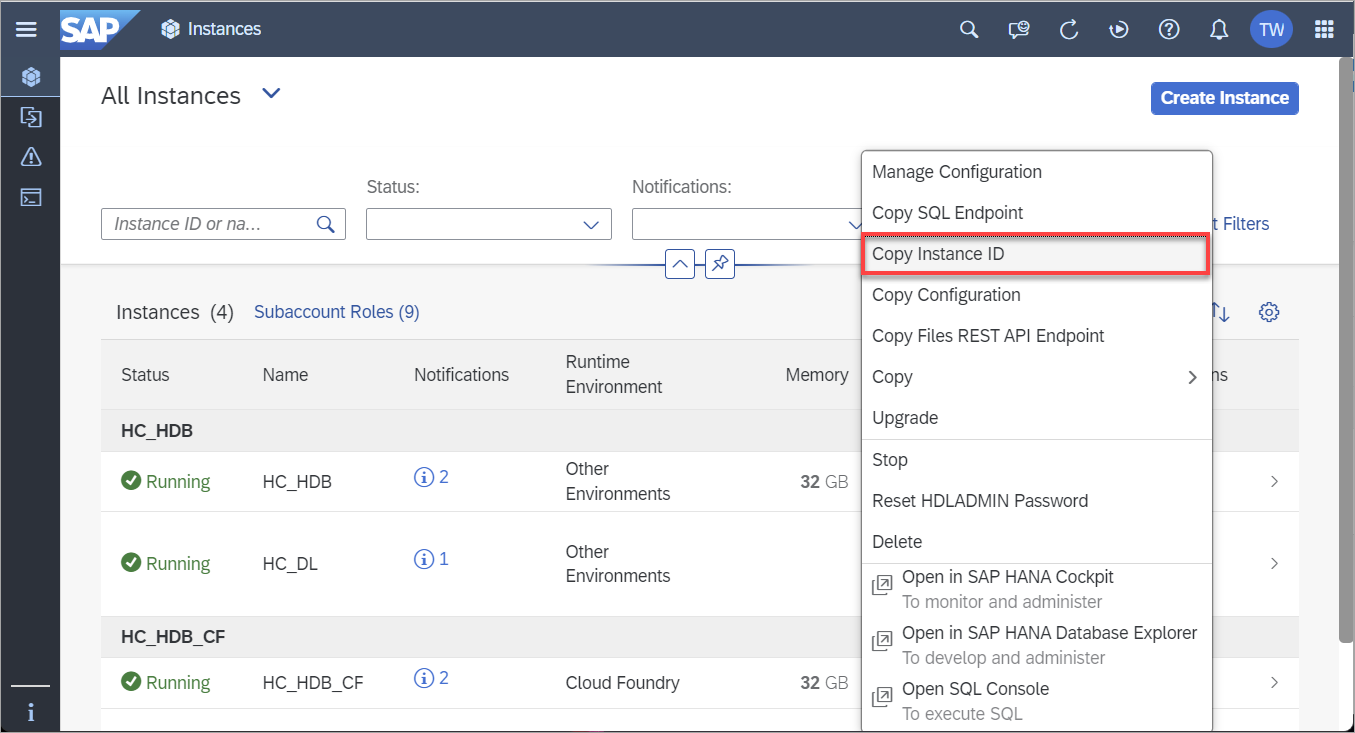 SAP Instances TW
All Instances
Create Instance
Status:
Notifications:
Instance ID or na...
t Filters
Manage Configuration
Copy SQL Endpoint
Copy Instance ID
Copy Configuration
Copy Files REST API Endpoint
Copy
Upgrade
Stop
Reset HDLADMIN Password
Delete
Open in SAP HANA Cockpit
To monitor and administer
Open in SAP HANA Database Explorer
To develop and administer
Open SQL Console
To execute SQL
Instances (4) Subaccount Roles (9)
Status Name Notifications Runtime Environment Memory ns
HC_HDB
Running HC_HDB 2 Other Environments 32 GB
Running HC_DL 1 Other Environments
HC_HDB_CF
Running HC_HDB_CF 2 Cloud Foundry 32 GB